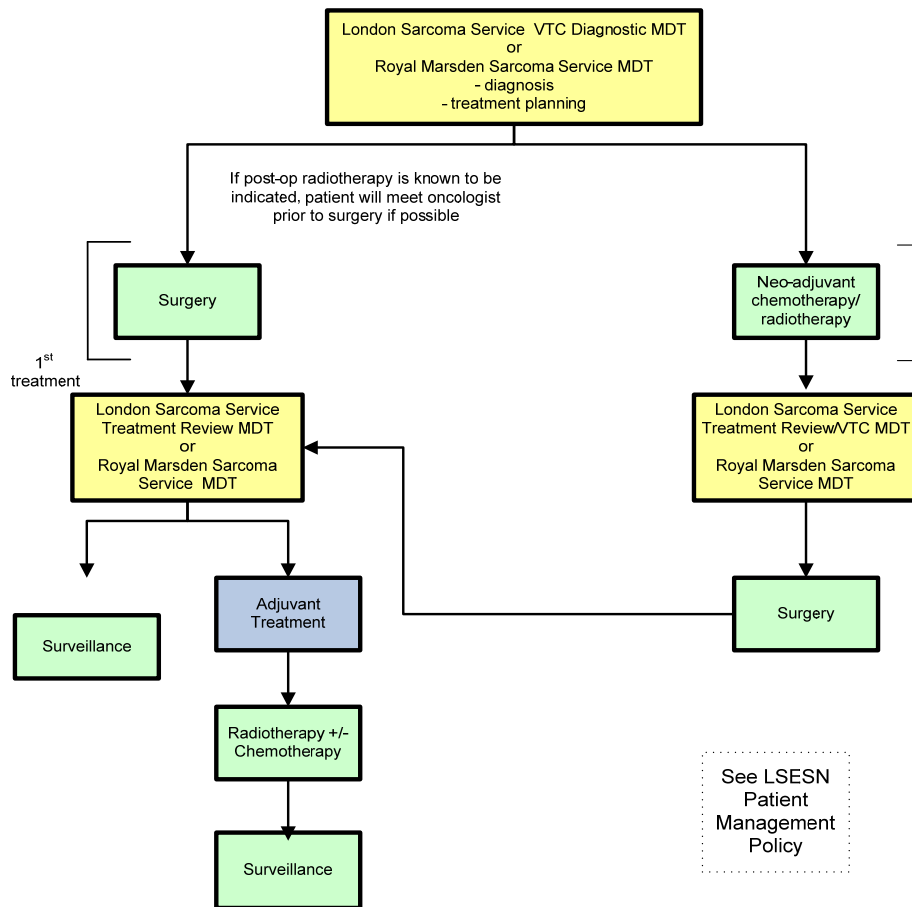 London Sarcoma Service VTC Diagnostic MDT
or
Royal Marsden Sarcoma Service MDT
- diagnosis
- treatment planning
If post-op radiotherapy is known to be
indicated, patient will meet oncologist
prior to surgery if possible
Surgery
Neo-adjuvant
chemotherapy/
radiotherapy
1st
treatment
London Sarcoma Service
Treatment Review MDT
or
Royal Marsden Sarcoma
Service MDT
London Sarcoma Service
Treatment Review/VTC MDT
or
Royal Marsden Sarcoma
Service MDT
Surveillance
Adjuvant
Treatment
Surgery
Radiotherapy +/-
Chemotherapy
Surveillance
See LSESN
Patient
Management
Policy